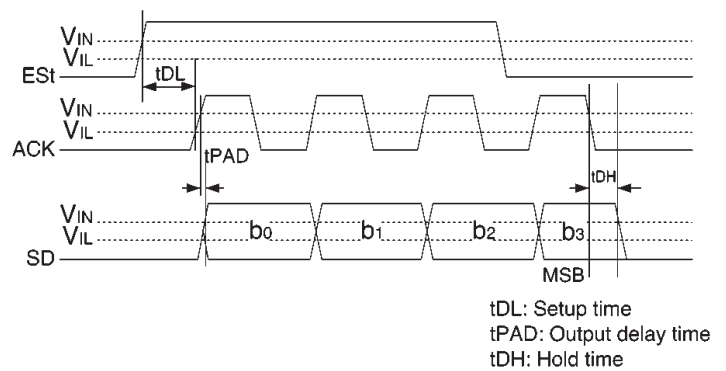 VIN
VIL
ESt
tDL
VIN
VIL
ACK
tPAD
tDH
VIN
VIL
SD
b0
b1
b2
b3
MSB
tDL: Setup time
tPAD: Output delay time
tDH: Hold time